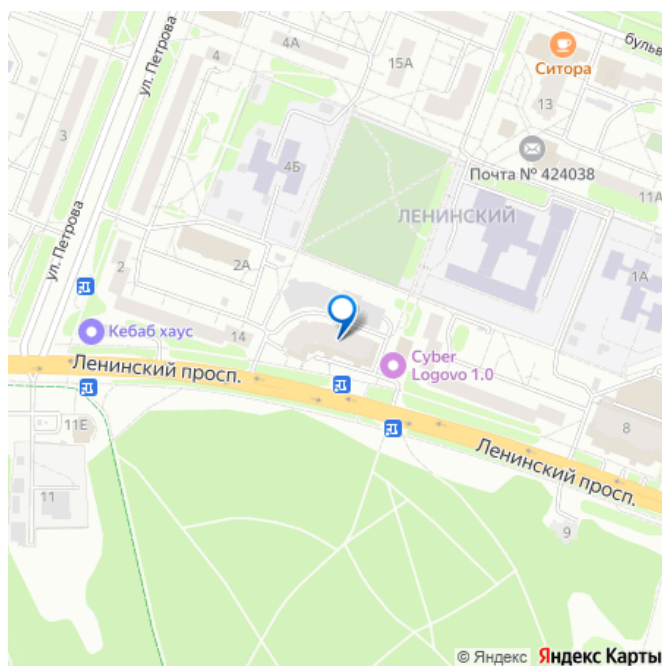 ул. Петрова
4А
4
15А
бульв
Ситора
13
3
Почта № 424038
4Б
11А
ул. Петрова
ЛЕНИНСКИЙ
2А
1А
2
Кебаб хаус
14
Cyber
Logovo 1.0
Ленинский просп.
11Е
8
Ленинский просп.
11
9
© Яндекс Яндекс Карты